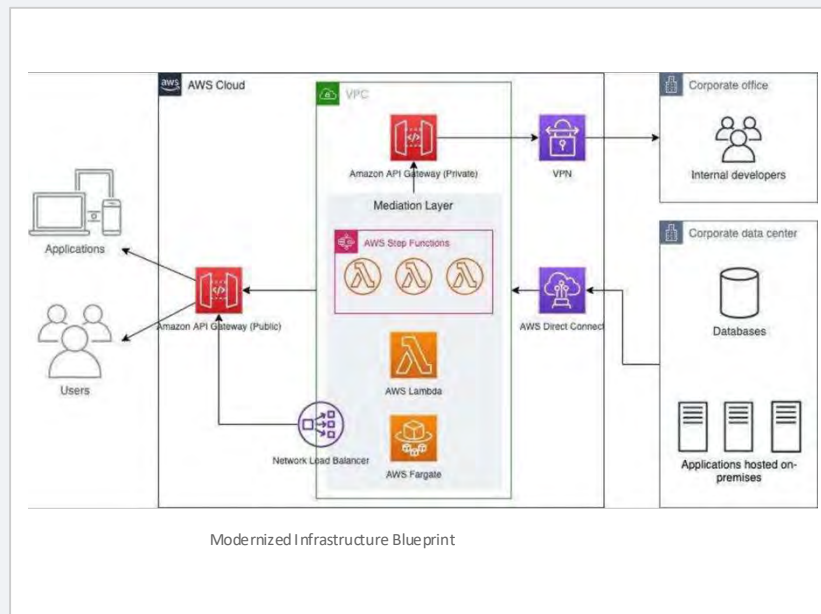 aws
AWS Cloud
VPC
Corporate office
Amazon API Gateway (Private)
VPN
Internal developers
Mediation Layer
Corporate data center
AWS Step Functions
Applications
Amazon API Gateway (Public)
AWS Direct Connect
Databases
Users
AWS Lambda
Network Load Balancer
AWS Fargate
Applications hosted on-
premises
Modernized Infrastructure Blueprint